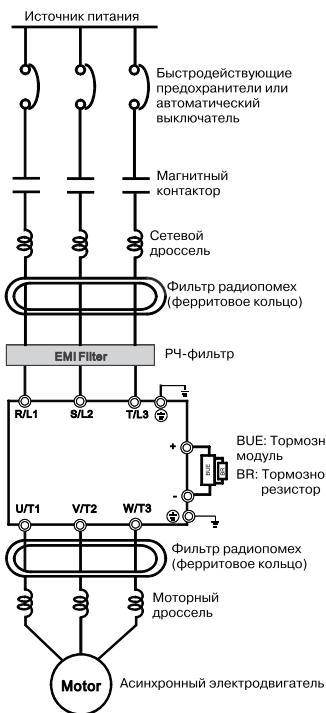 Источник питания
Быстродействующие
предохранители или
автоматический
выключатель
Магнитный
контактор
Сетевой
дроссель
Фильтр радиопомех
(ферритовое кольцо)
EMI Filter
РЧ-фильтр
R/L1 S/L2 T/L3
+
BUE: Тормозн
модуль
BUE BR
BR: Тормозно
резистор
-
U/T1 V/T2 W/T3
Фильтр радиопомех
(ферритовое кольцо)
Моторный
дроссель
Motor
Асинхронный электродвигатель